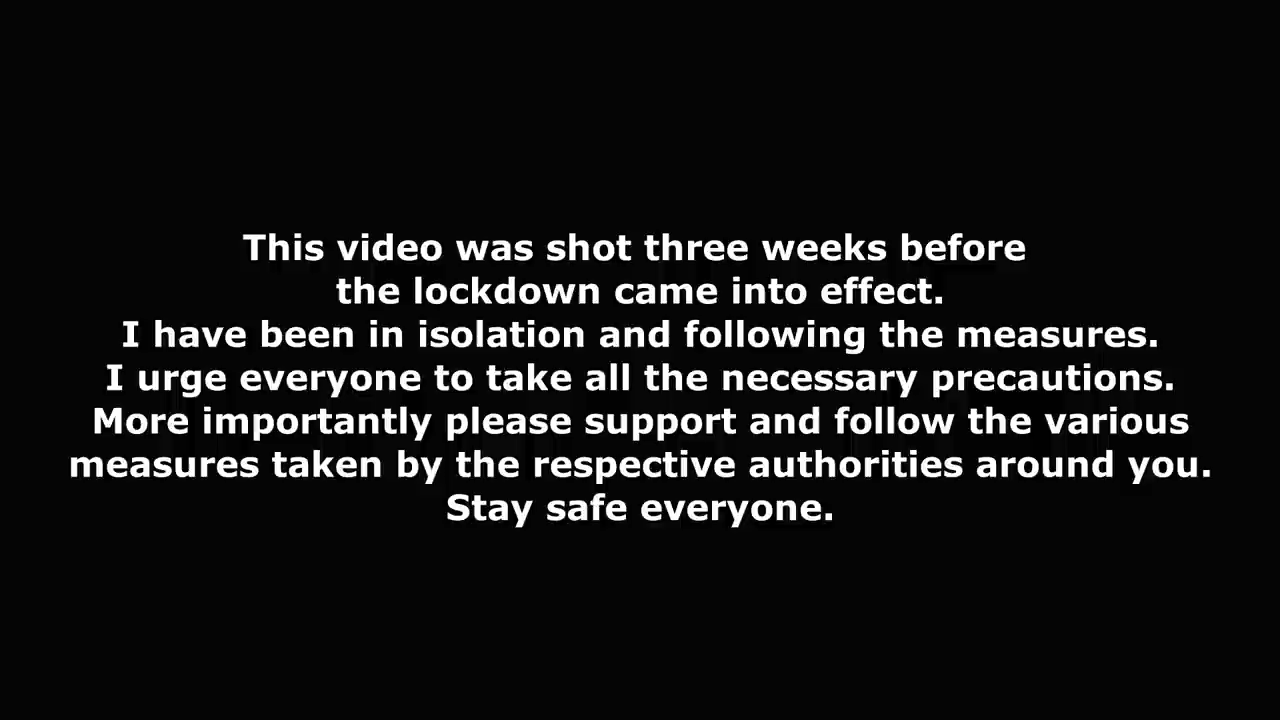 This video was shot three weeks before
the lockdown came into effect.
I have been in isolation and following the measures.
I urge everyone to take all the necessary precautions.
More importantly please support and follow the various
measures taken by the respective authorities around you.
Stay safe everyone.